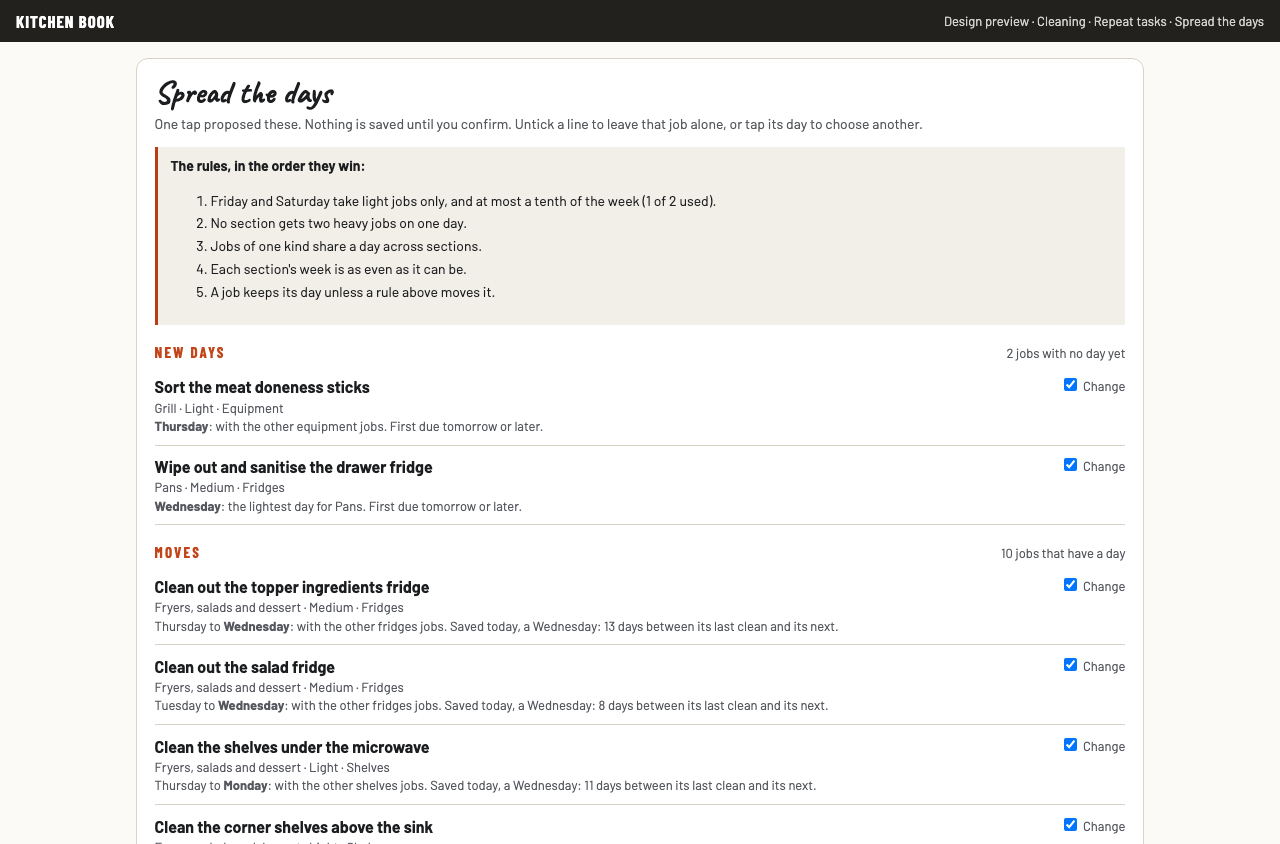 KITCHEN BOOK
Design preview · Cleaning · Repeat tasks · Spread the days
Spread the days
One tap proposed these. Nothing is saved until you confirm. Untick a line to leave that job alone, or tap its day to choose another.
The rules, in the order they win:
1. Friday and Saturday take light jobs only, and at most a tenth of the week (1 of 2 used).
2. No section gets two heavy jobs on one day.
3. Jobs of one kind share a day across sections.
4. Each section's week is as even as it can be.
5. A job keeps its day unless a rule above moves it.
NEW DAYS
2 jobs with no day yet
Sort the meat doneness sticks
Change
Grill · Light · Equipment
Thursday: with the other equipment jobs. First due tomorrow or later.
Wipe out and sanitise the drawer fridge
Change
Pans · Medium · Fridges
Wednesday: the lightest day for Pans. First due tomorrow or later.
MOVES
10 jobs that have a day
Clean out the topper ingredients fridge
Change
Fryers, salads and dessert · Medium · Fridges
Thursday to Wednesday: with the other fridges jobs. Saved today, a Wednesday: 13 days between its last clean and its next.
Clean out the salad fridge
Change
Fryers, salads and dessert · Medium · Fridges
Tuesday to Wednesday: with the other fridges jobs. Saved today, a Wednesday: 8 days between its last clean and its next.
Clean the shelves under the microwave
Change
Fryers, salads and dessert · Light · Shelves
Thursday to Monday: with the other shelves jobs. Saved today, a Wednesday: 11 days between its last clean and its next.
Clean the corner shelves above the sink
Change